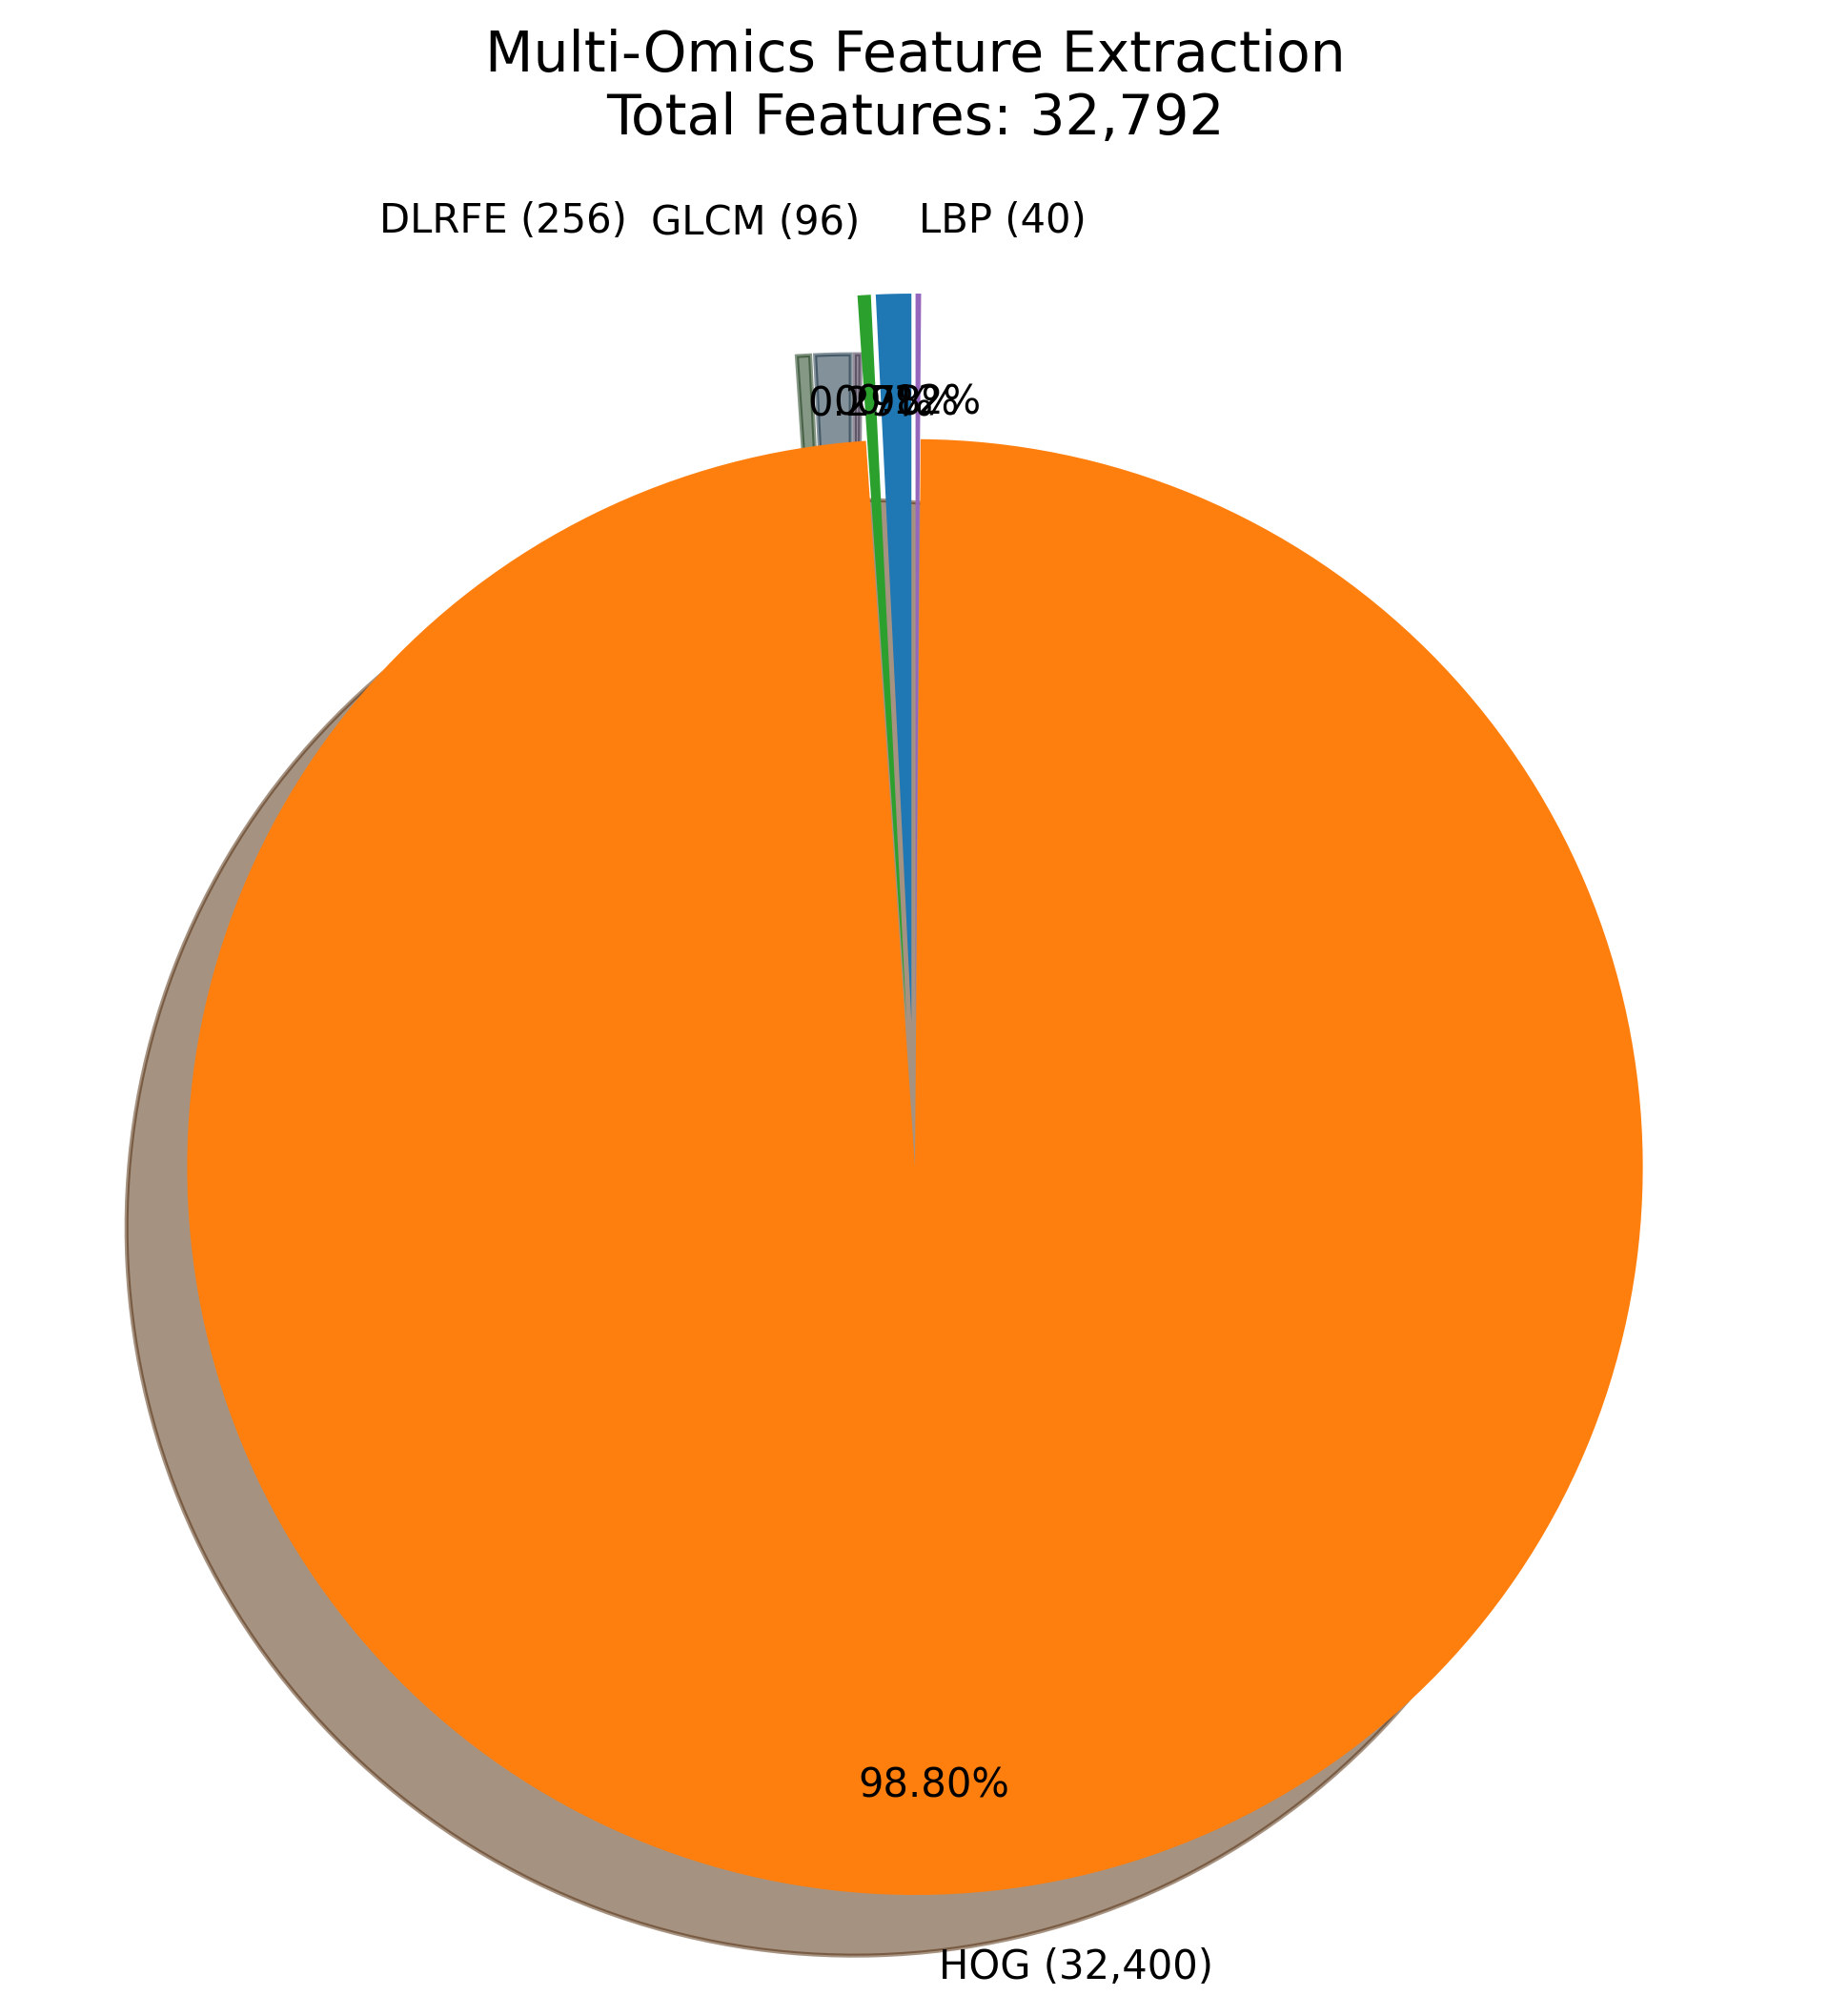 Multi-Omics Feature Extraction
Total Features: 32,792
DLRFE (256) GLCM (96) LBP (40)
98.80%
HOG (32,400)